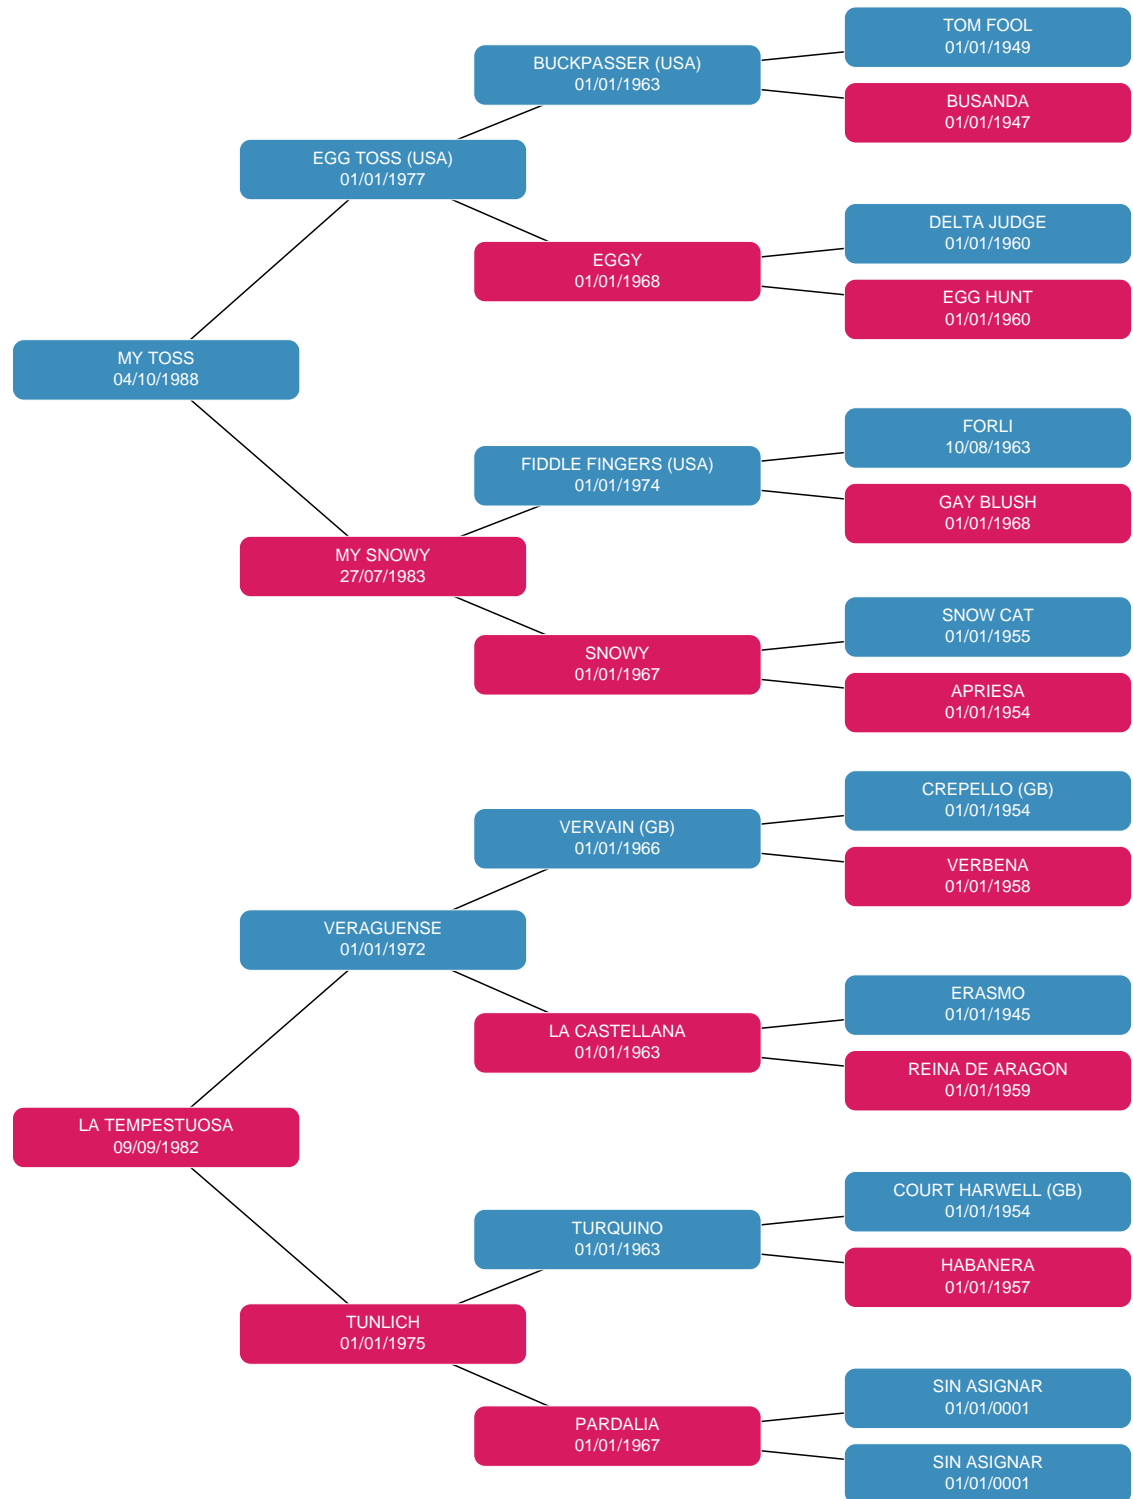 TOM FOOL
01/01/1949
BUCKPASSER (USA)
01/01/1963
BUSANDA
01/01/1947
EGG TOSS (USA)
01/01/1977
DELTA JUDGE
01/01/1960
EGGY
01/01/1968
EGG HUNT
01/01/1960
MY TOSS
04/10/1988
FORLI
10/08/1963
FIDDLE FINGERS (USA)
01/01/1974
GAY BLUSH
01/01/1968
MY SNOWY
27/07/1983
SNOW CAT
01/01/1955
SNOWY
01/01/1967
APRIESA
01/01/1954
CREPELLO (GB)
01/01/1954
VERVAIN (GB)
01/01/1966
VERBENA
01/01/1958
VERAGUENSE
01/01/1972
ERASMO
01/01/1945
LA CASTELLANA
01/01/1963
REINA DE ARAGON
01/01/1959
LA TEMPESTUOSA
09/09/1982
COURT HARWELL (GB)
01/01/1954
TURQUINO
01/01/1963
HABANERA
01/01/1957
TUNLICH
01/01/1975
SIN ASIGNAR
01/01/0001
PARDALIA
01/01/1967
SIN ASIGNAR
01/01/0001